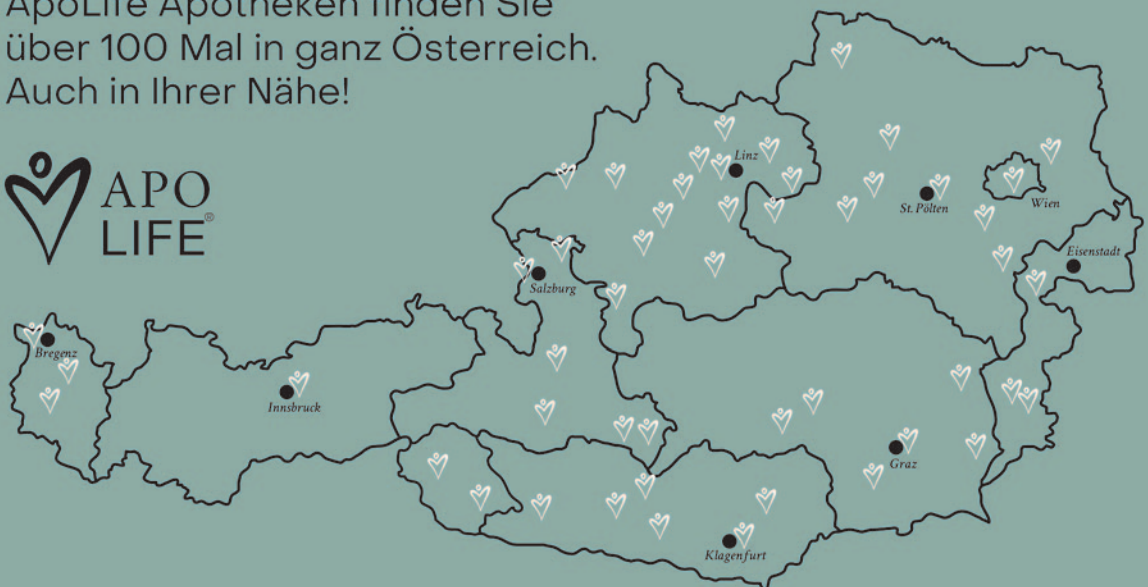 ApoLife Apotheken finden Sie
über 100 Mal in ganz Österreich.
Auch in Ihrer Nähe!
APO
LIFE®
Linz
St. Pölten
Wien
Eisenstadt
Salzburg
Bregenz
Innsbruck
Graz
Klagenfurt